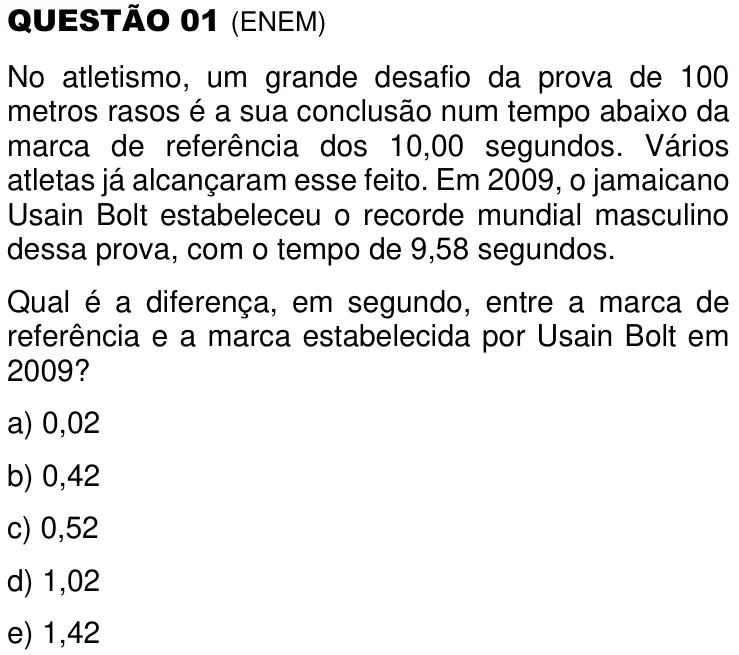 QUESTÃO 01 (ENEM)
No atletismo, um grande desafio da prova de 100
metros rasos é a sua conclusão num tempo abaixo da
marca de referência dos 10,00 segundos. Vários
atletas já alcançaram esse feito. Em 2009, o jamaicano
Usain Bolt estabeleceu o recorde mundial masculino
dessa prova, com o tempo de 9,58 segundos.
Qual é a diferença, em segundo, entre a marca de
referência e a marca estabelecida por Usain Bolt em
2009?
a) 0,02
b) 0,42
c) 0,52
d) 1,02
e) 1,42